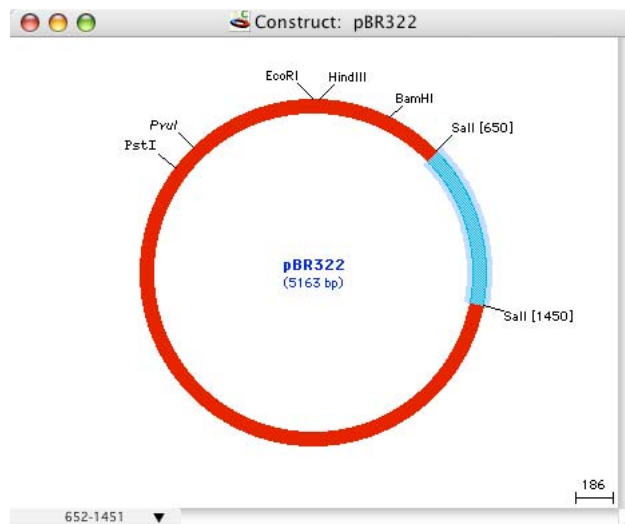 Construct: pBR322
EcoRI
HindIII
BamHI
PvuI
SalI [650]
PstI
pBR322
(5163 bp)
SalI [1450]
186
652-1451